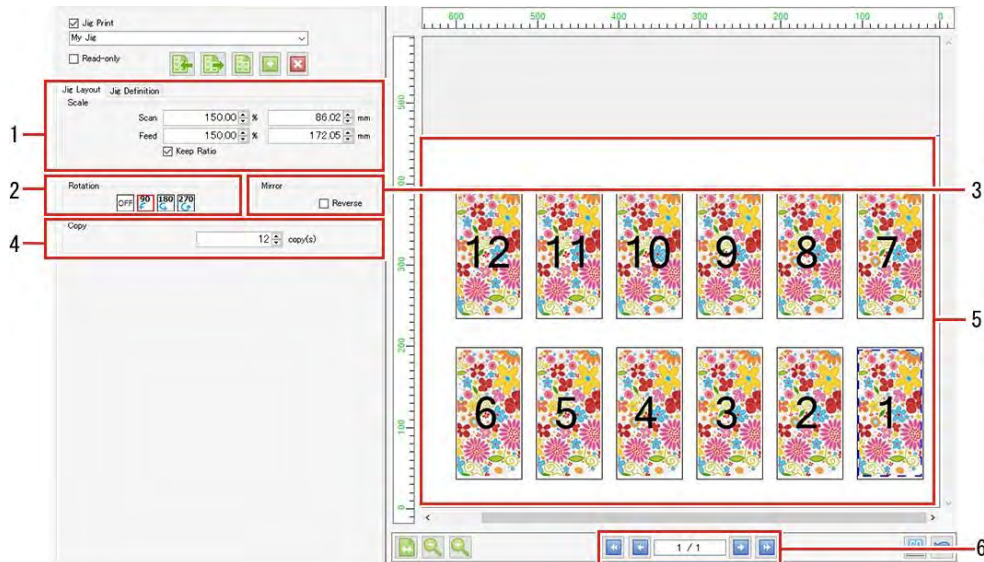 Jig Print
My Jig
Read-only
Jig Layout Jig Definition
Scale
Scan 150.00 % 86.02 mm
Feed 150.00 % 172.05 mm
Keep Ratio
1
Rotation
OFF 90 180 270
2
Mirror
Reverse
3
Copy
12 copy(s)
4
600 500 400 300 200 100 0
500
300
200
100
0
12 11 10 9 8 7
6 5 4 3 2 1
5
1 / 1
6